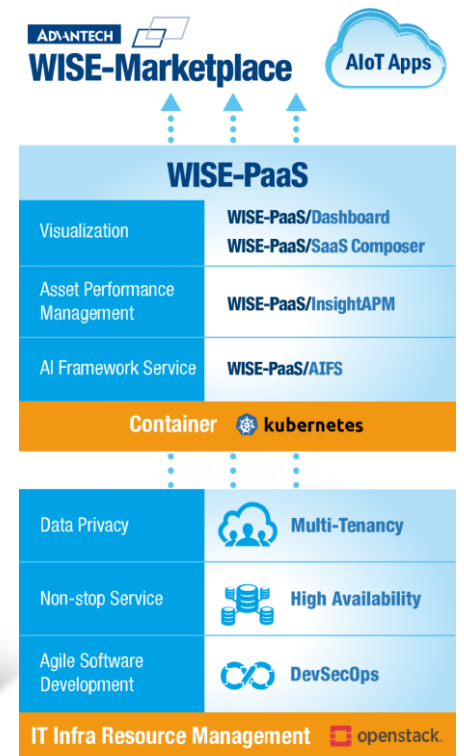 ADVANTECH
WISE-Marketplace
AIoT Apps
WISE-PaaS
Visualization
WISE-PaaS/Dashboard
WISE-PaaS/SaaS Composer
Asset Performance
Management
WISE-PaaS/InsightAPM
AI Framework Service
WISE-PaaS/AIFS
Container kubernetes
Data Privacy
Multi-Tenancy
Non-stop Service
High Availability
Agile Software
Development
DevSecOps
IT Infra Resource Management openstack.